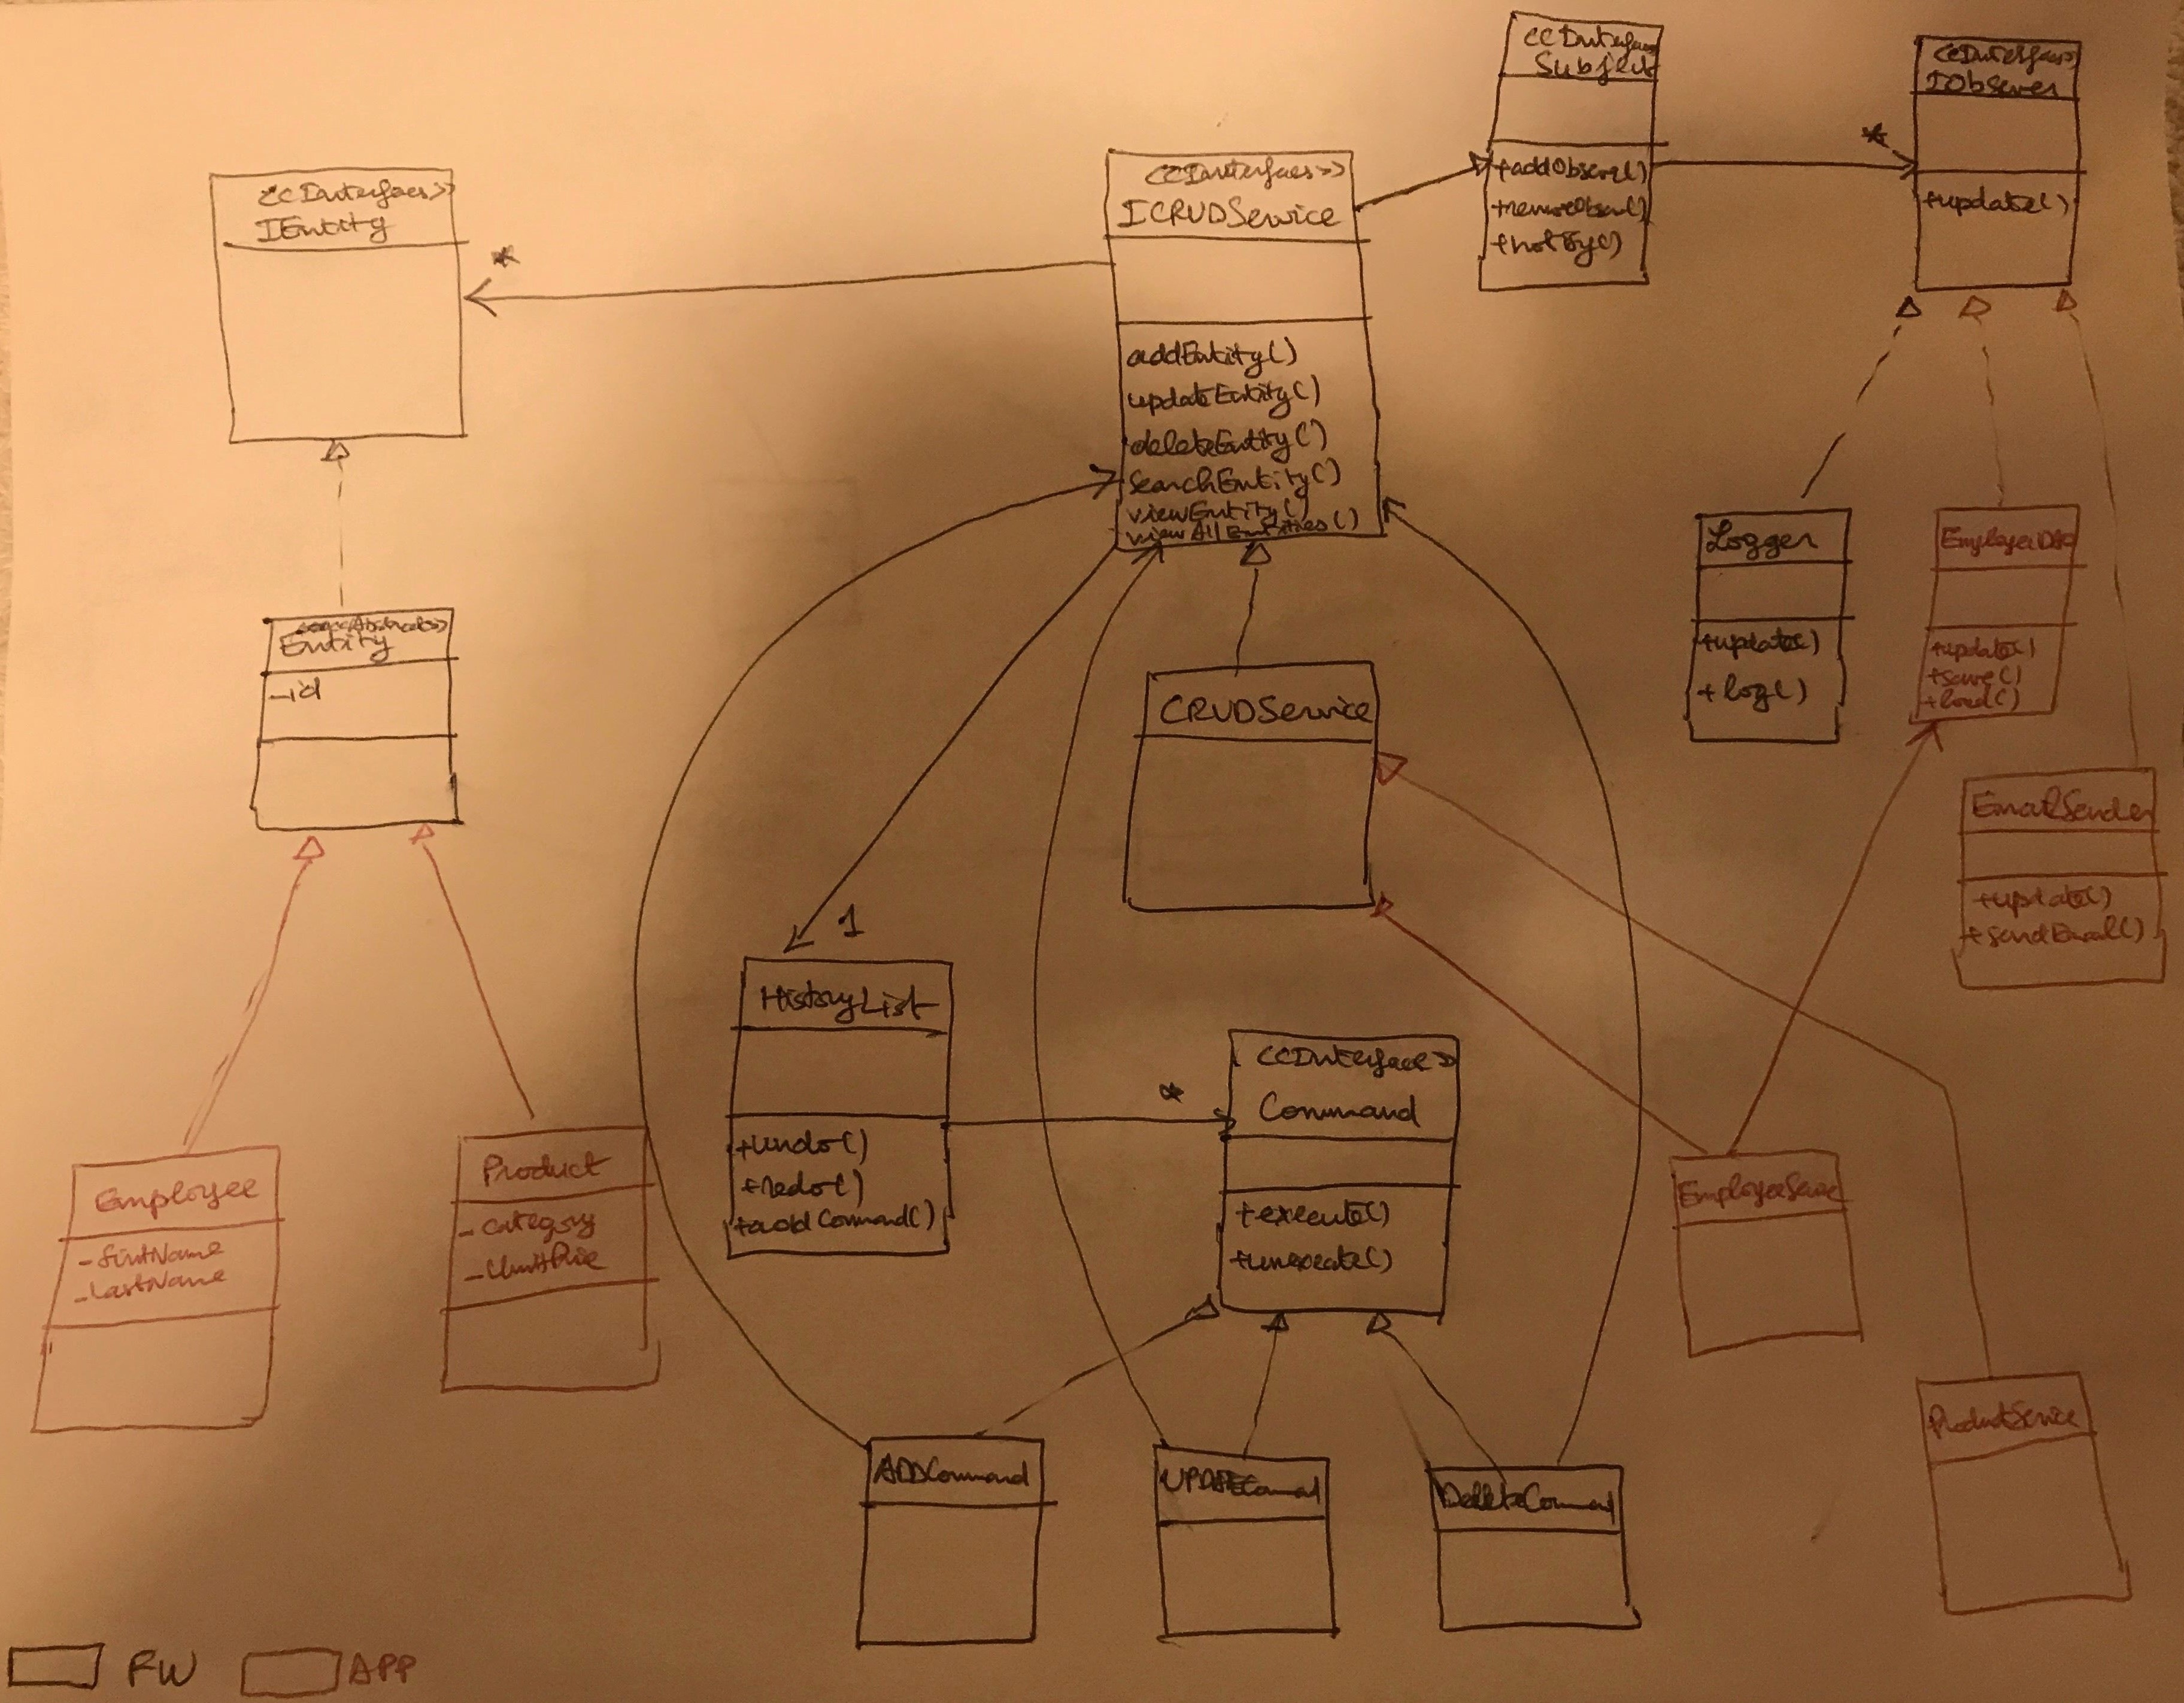 <<Interface>>
Subject
+addObserv()
+removeObser()
+notify()
<<Interface>>
IObserver
*
+update()
<<Interface>>
IEntity
*
<<Interface>>
ICRUDService
addEntity()
updateEntity()
deleteEntity()
searchEntity()
viewEntity()
viewAllEntities()
<<Abstract>>
Entity
-id
CRUDService
Logger
+update()
+log()
EmployeeDAO
+update()
+save()
+load()
EmailSender
+update()
+sendEmail()
1
HistoryList
+undo()
+redo()
+addCommand()
*
<<Interface>>
Command
+execute()
+unexecute()
Employee
-firstName
-lastName
Product
-category
-UnitPrice
EmployeeService
ProductService
ADDCommand
UPDATECommand
DeleteCommand
FW
APP